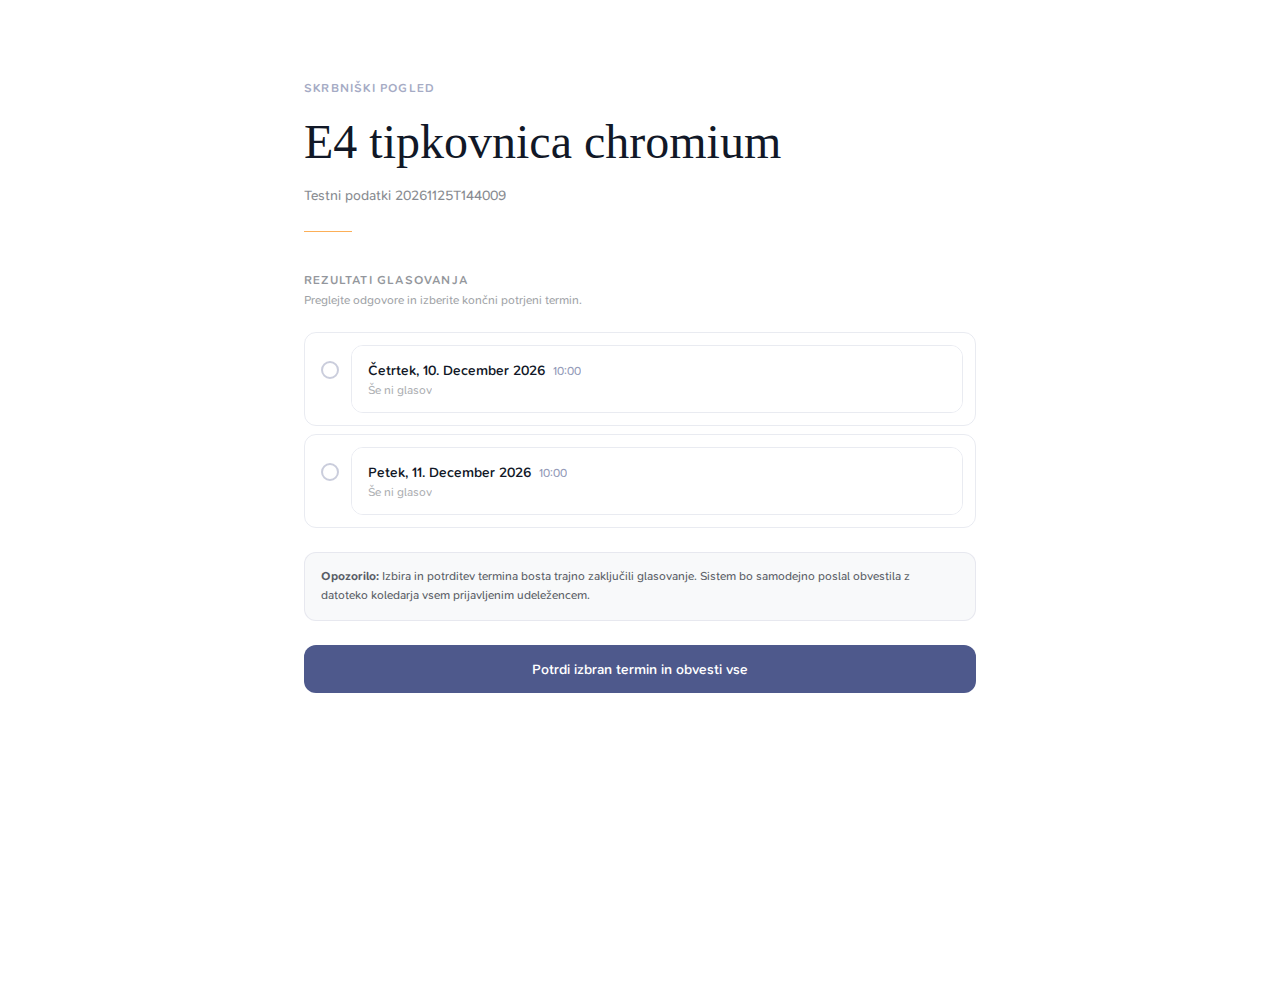 SKRBNIŠKI POGLED
E4 tipkovnica chromium
Testni podatki 20261125T144009
REZULTATI GLASOVANJA
Preglejte odgovore in izberite končni potrjeni termin.
Četrtek, 10. December 2026 10:00
Še ni glasov
Petek, 11. December 2026 10:00
Še ni glasov
Opozorilo: Izbira in potrditev termina bosta trajno zaključili glasovanje. Sistem bo samodejno poslal obvestila z
datoteko koledarja vsem prijavljenim udeležencem.
Potrdi izbran termin in obvesti vse